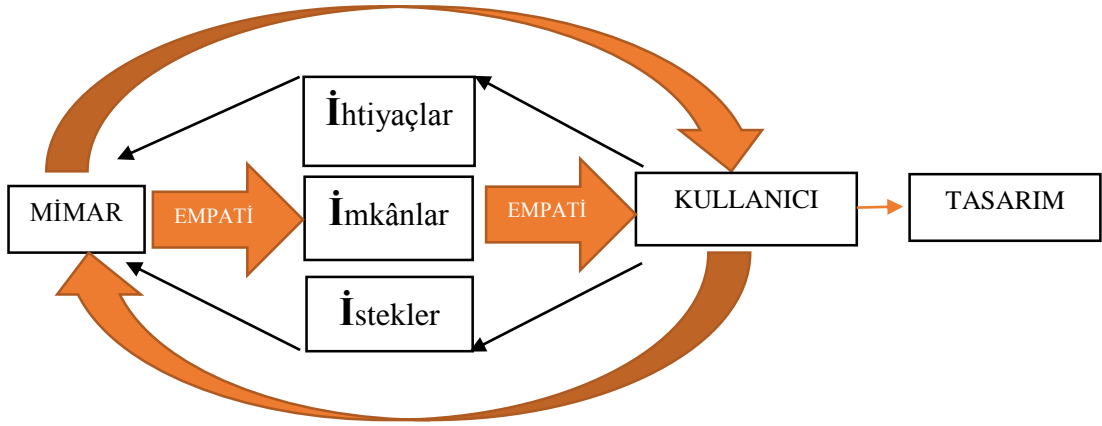 İhtiyaçlar
MİMAR
EMPATİ
İmkânlar
EMPATİ
KULLANICI
TASARIM
İstekler